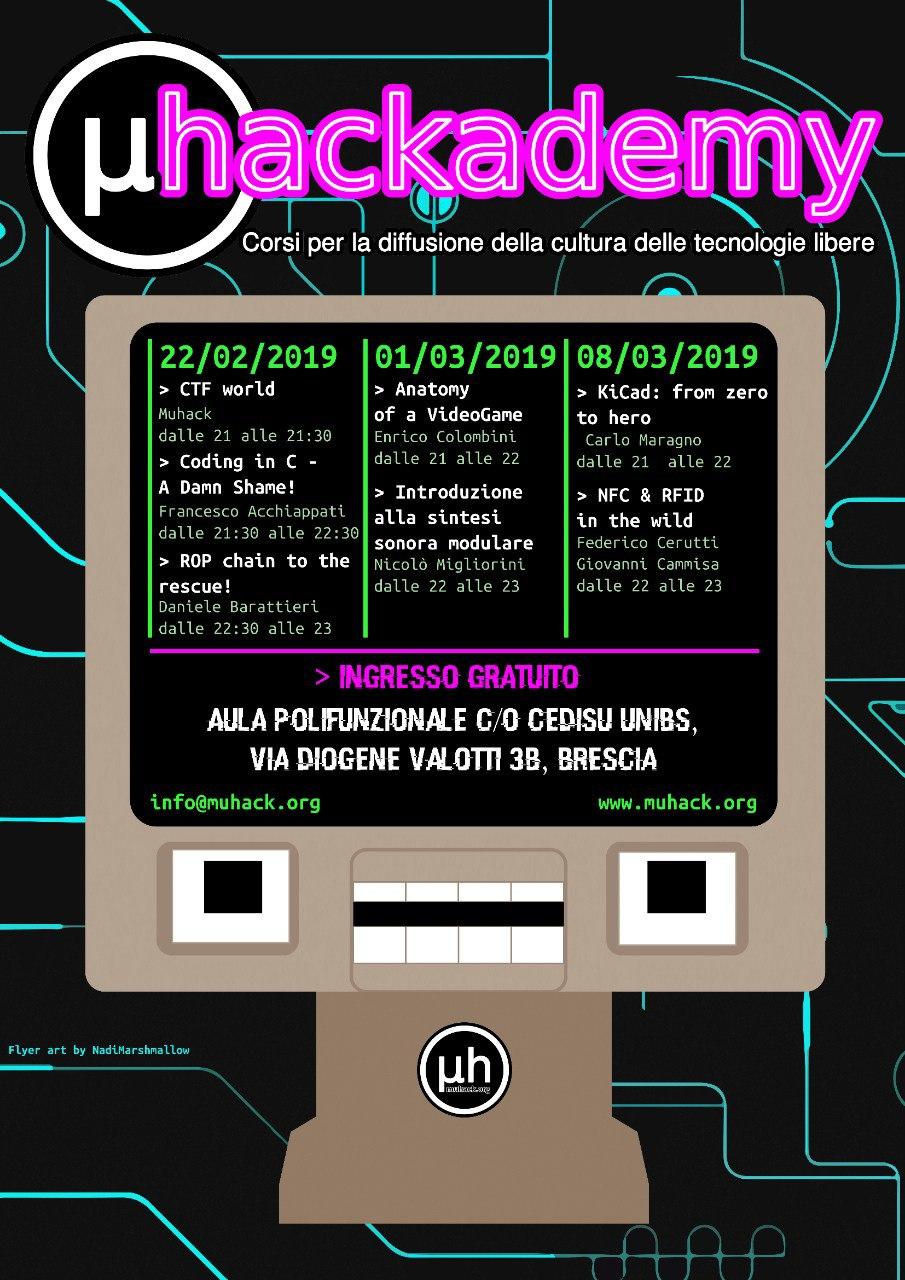 µhackademy
Corsi per la diffusione della cultura delle tecnologie libere
22/02/2019
> CTF world
Muhack
dalle 21 alle 21:30
> Coding in C -
A Damn Shame!
Francesco Acchiappati
dalle 21:30 alle 22:30
> ROP chain to the
rescue!
Daniele Barattieri
dalle 22:30 alle 23
01/03/2019
> Anatomy
of a VideoGame
Enrico Colombini
dalle 21 alle 22
> Introduzione
alla sintesi
sonora modulare
Nicolò Migliorini
dalle 22 alle 23
08/03/2019
> KiCad: from zero
to hero
Carlo Maragno
dalle 21 alle 22
> NFC & RFID
in the wild
Federico Cerutti
Giovanni Cammisa
dalle 22 alle 23
> INGRESSO GRATUITO
AULA POLIFUNZIONALE C/O CEDISU UNIBS,
VIA DIOGENE VALOTTI 3B, BRESCIA
info@muhack.org
www.muhack.org
Flyer art by NadiMarshmallow
µh
muhack.org